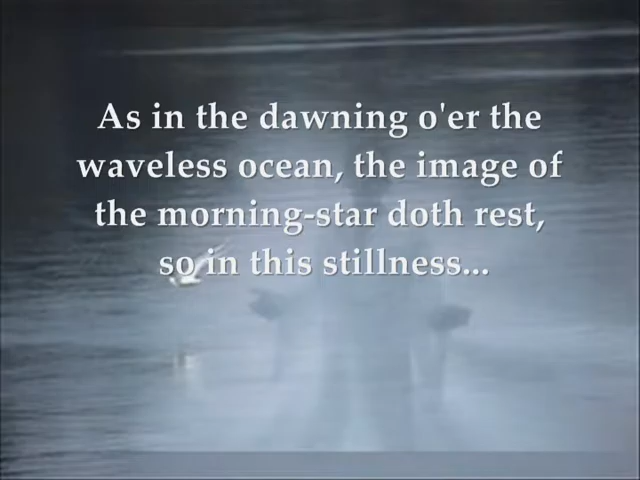 As in the dawning o'er the
waveless ocean, the image of
the morning-star doth rest,
so in this stillness...